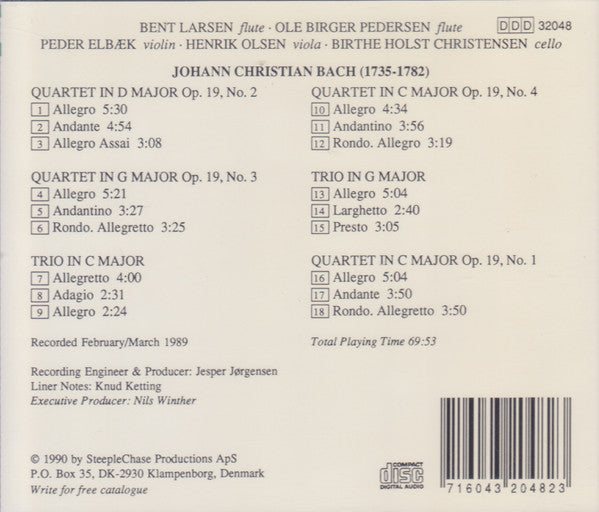 BENT LARSEN flute · OLE BIRGER PEDERSEN flute
DDD 32048
PEDER ELBÆK violin · HENRIK OLSEN viola · BIRTHE HOLST CHRISTENSEN cello
JOHANN CHRISTIAN BACH (1735-1782)
QUARTET IN D MAJOR Op. 19, No. 2
1 Allegro 5:30
2 Andante 4:54
3 Allegro Assai 3:08
QUARTET IN G MAJOR Op. 19, No. 3
4 Allegro 5:21
5 Andantino 3:27
6 Rondo. Allegretto 3:25
TRIO IN C MAJOR
7 Allegretto 4:00
8 Adagio 2:31
9 Allegro 2:24
Recorded February/March 1989
Recording Engineer & Producer: Jesper Jørgensen
Liner Notes: Knud Ketting
Executive Producer: Nils Winther
© 1990 by SteepleChase Productions ApS
P.O. Box 35, DK-2930 Klampenborg, Denmark
Write for free catalogue
QUARTET IN C MAJOR Op. 19, No. 4
10 Allegro 4:34
11 Andantino 3:56
12 Rondo. Allegro 3:19
TRIO IN G MAJOR
13 Allegro 5:04
14 Larghetto 2:40
15 Presto 3:05
QUARTET IN C MAJOR Op. 19, No. 1
16 Allegro 5:04
17 Andante 3:50
18 Rondo. Allegretto 3:50
Total Playing Time 69:53
COMPACT
disc
DIGITAL AUDIO
716043 204823